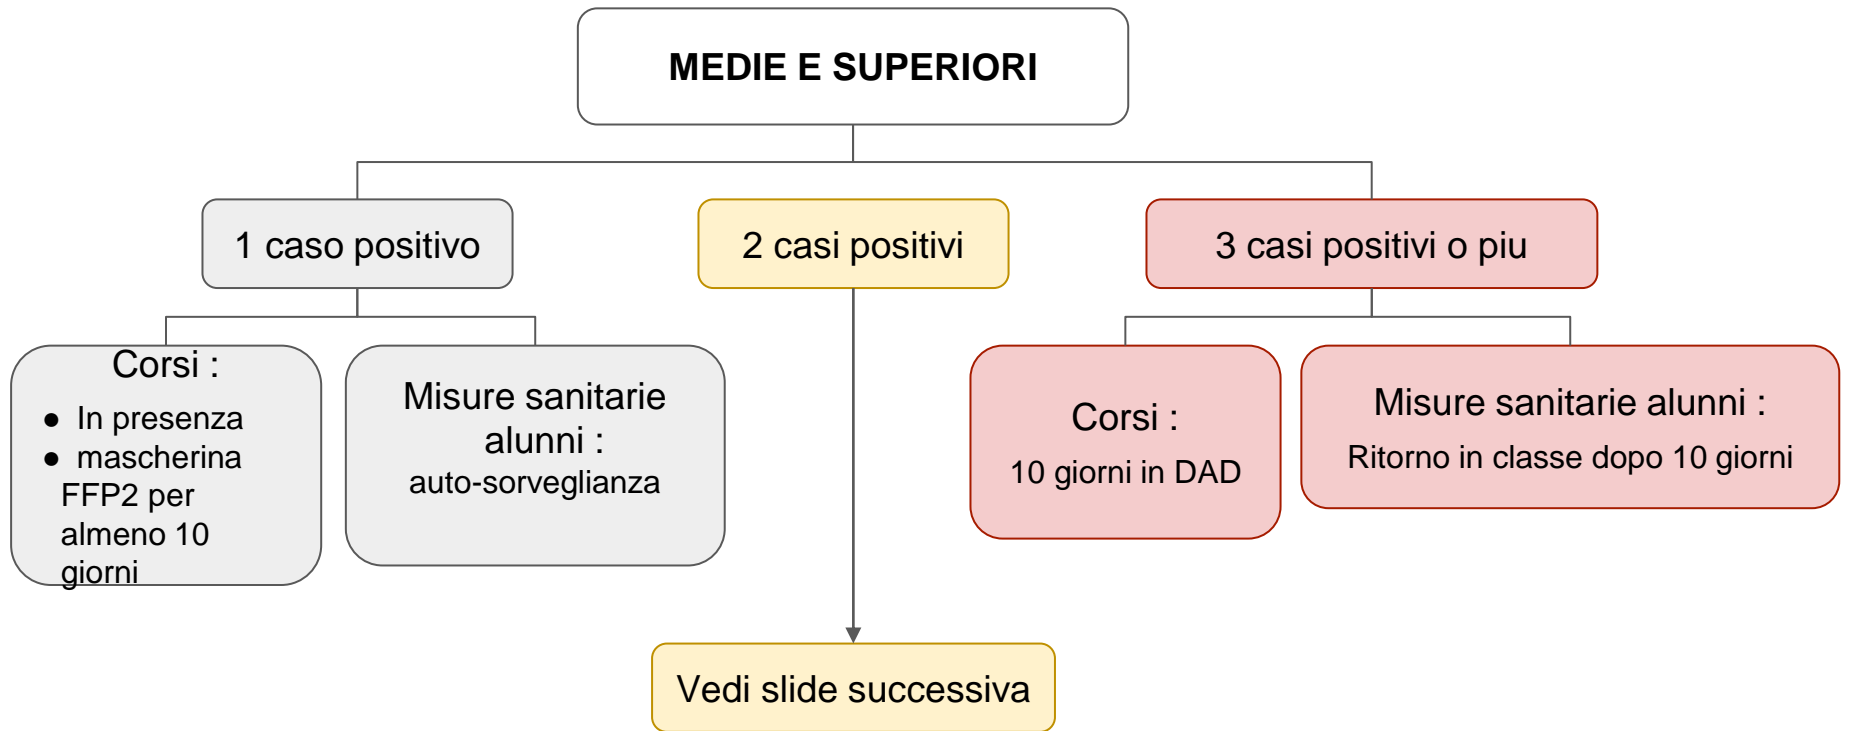 MEDIE E SUPERIORI
1 caso positivo
2 casi positivi
3 casi positivi o piu
Corsi :
● In presenza
● mascherina
FFP2 per
almeno 10
giorni
Misure sanitarie
alunni :
auto-sorveglianza
Corsi :
10 giorni in DAD
Misure sanitarie alunni :
Ritorno in classe dopo 10 giorni
Vedi slide successiva